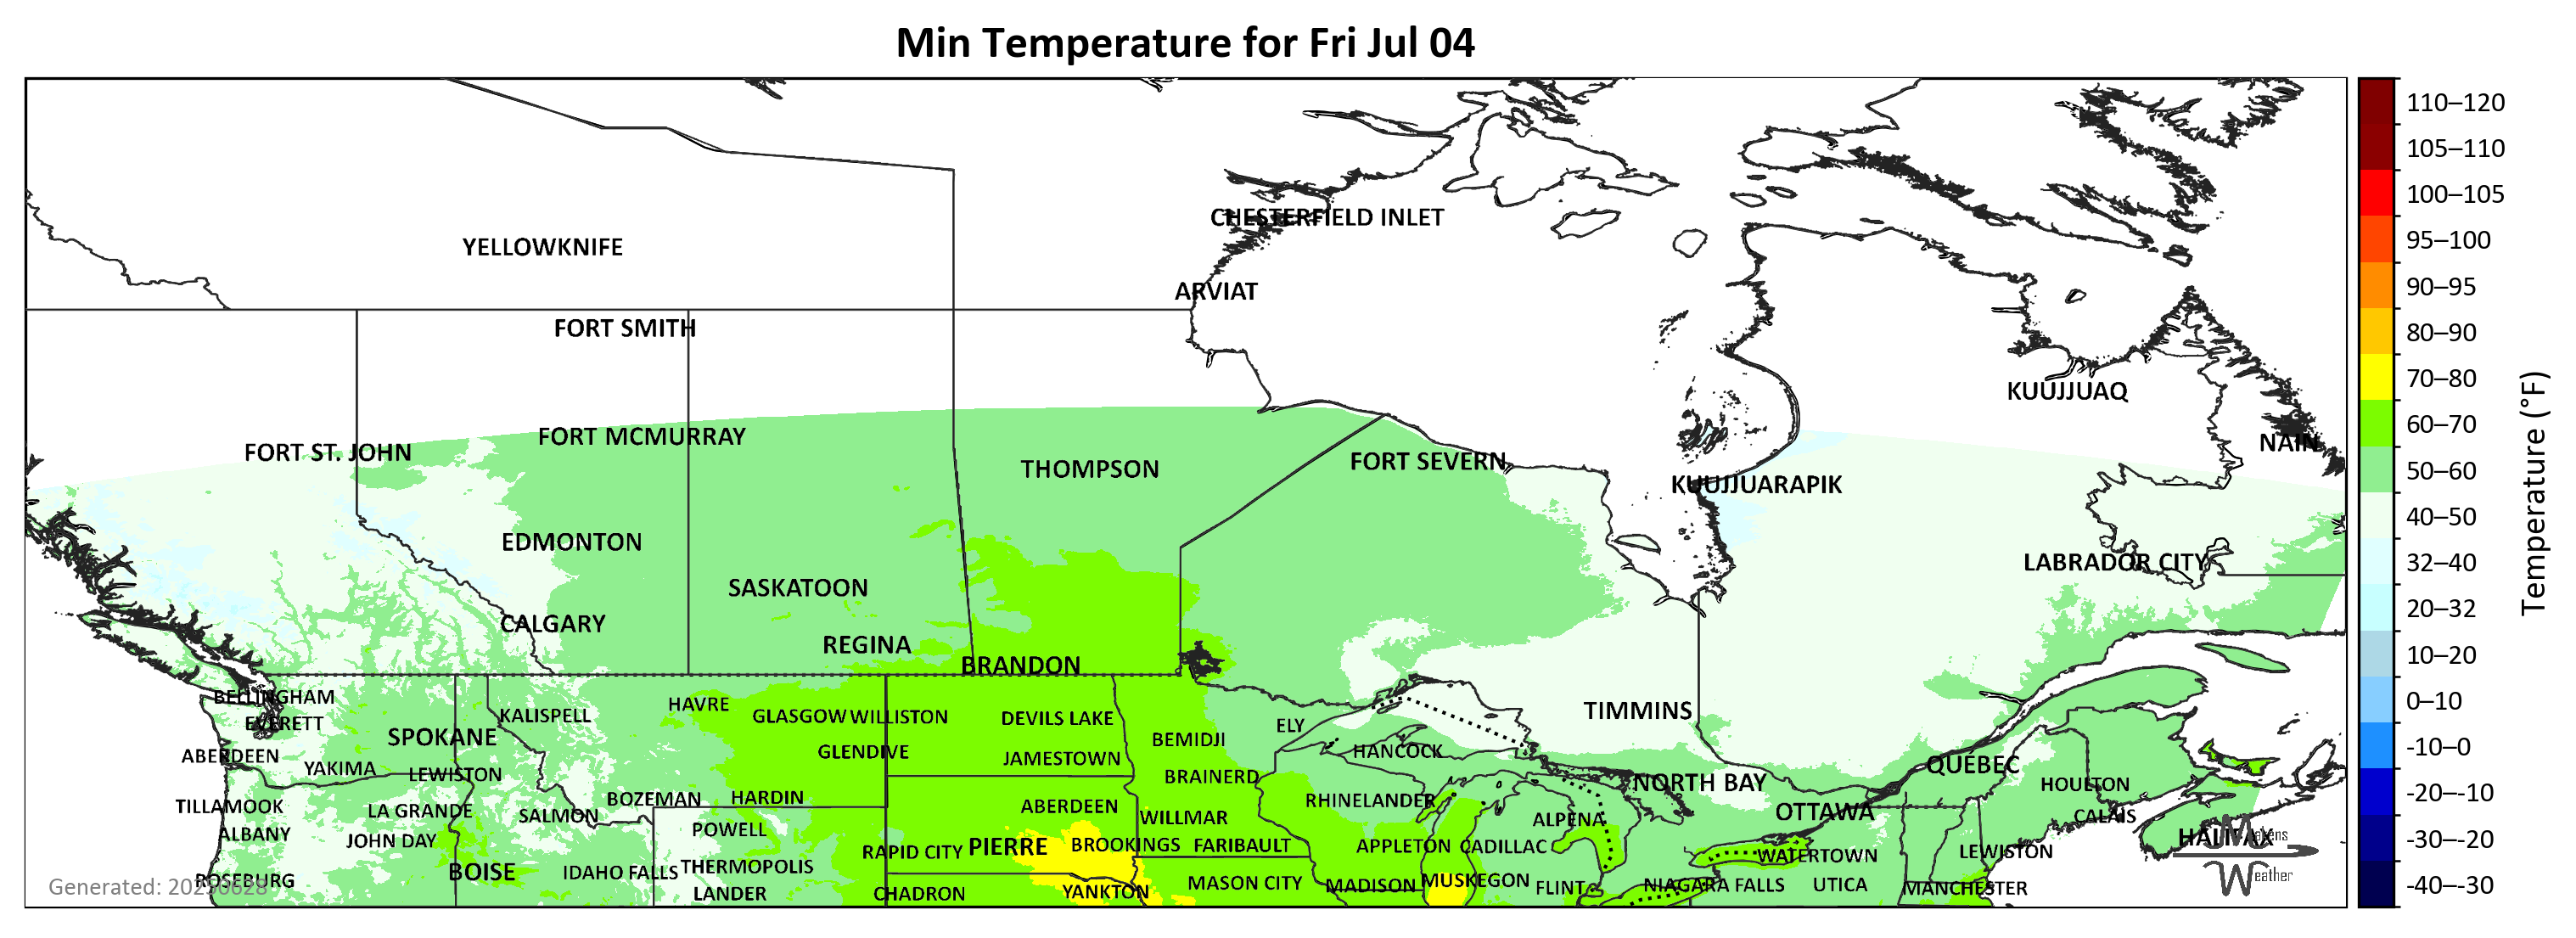 Min Temperature for Fri Jul 04
110–120
105–110
CHESTERFIELD INLET
100–105
YELLOWKNIFE
95–100
ARVIAT
90–95
FORT SMITH
80–90
KUUJJUAQ
70–80
FORT MCMURRAY
60–70
FORT ST. JOHN
NAIN
THOMPSON
FORT SEVERN
50–60
KUUJJUARAPIK
40–50
EDMONTON
LABRADOR CITY
32–40
SASKATOON
20–32
CALGARY
REGINA
BRANDON
10–20
Temperature (°F)
BELLINGHAM
HAVRE
0–10
EVERETT
KALISPELL
GLASGOW
WILLISTON
DEVILS LAKE
ELY
TIMMINS
SPOKANE
BEMIDJI
-10–0
ABERDEEN
GLENDIVE
JAMESTOWN
HANCOCK
YAKIMA
LEWISTON
BRAINERD
NORTH BAY
QUÉBEC
HOULTON
-20–-10
TILLAMOOK
LA GRANDE
SALMON
BOZEMAN
HARDIN
ABERDEEN
WILLMAR
RHINELANDER
ALPENA
OTTAWA
CALAIS
ALBANY
JOHN DAY
POWELL
PIERRE
BROOKINGS
FARIBAULT
APPLETON
CADILLAC
WATERTOWN
LEWISTON
HALIFAX
Makens
-30–-20
BOISE
IDAHO FALLS
THERMOPOLIS
RAPID CITY
Weather
Generated: 20250628
ROSEBURG
LANDER
CHADRON
YANKTON
MASON CITY
MADISON
MUSKEGON
FLINT
NIAGARA FALLS
UTICA
MANCHESTER
-40–-30